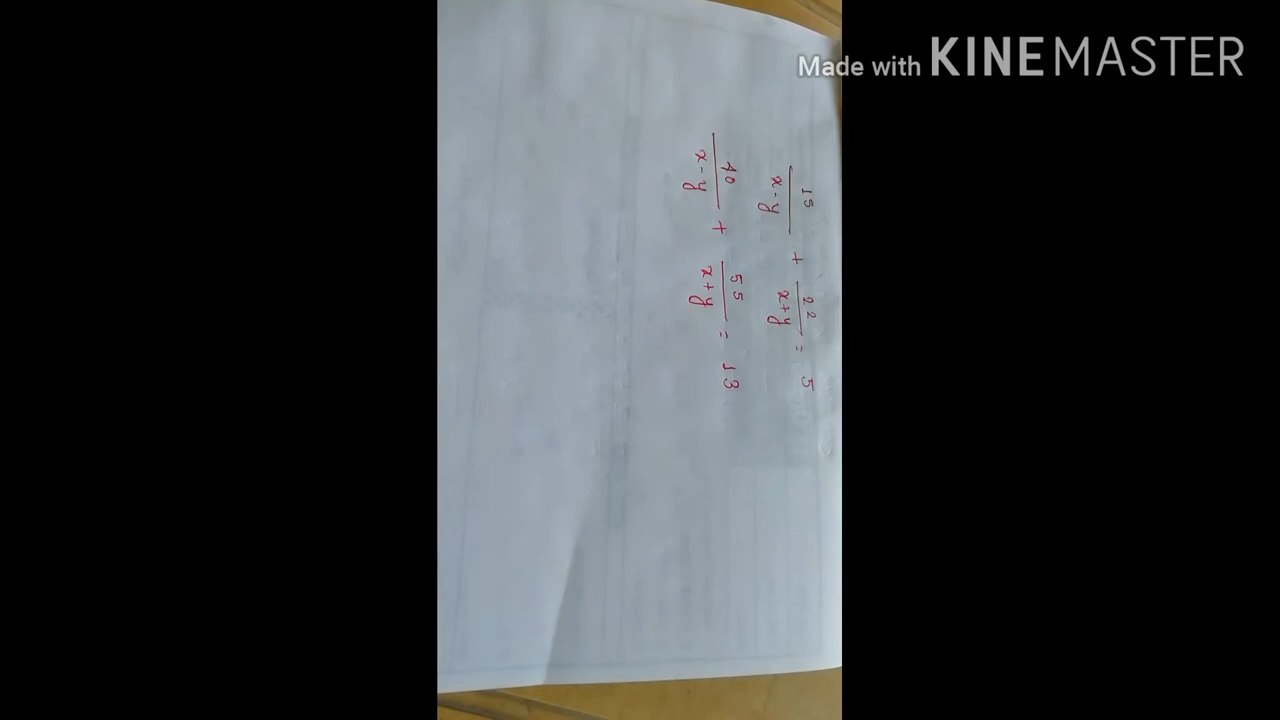 Made with KINEMASTER
15/(x-y) + 22/(x+y) = 5
40/(x-y) + 55/(x+y) = 13